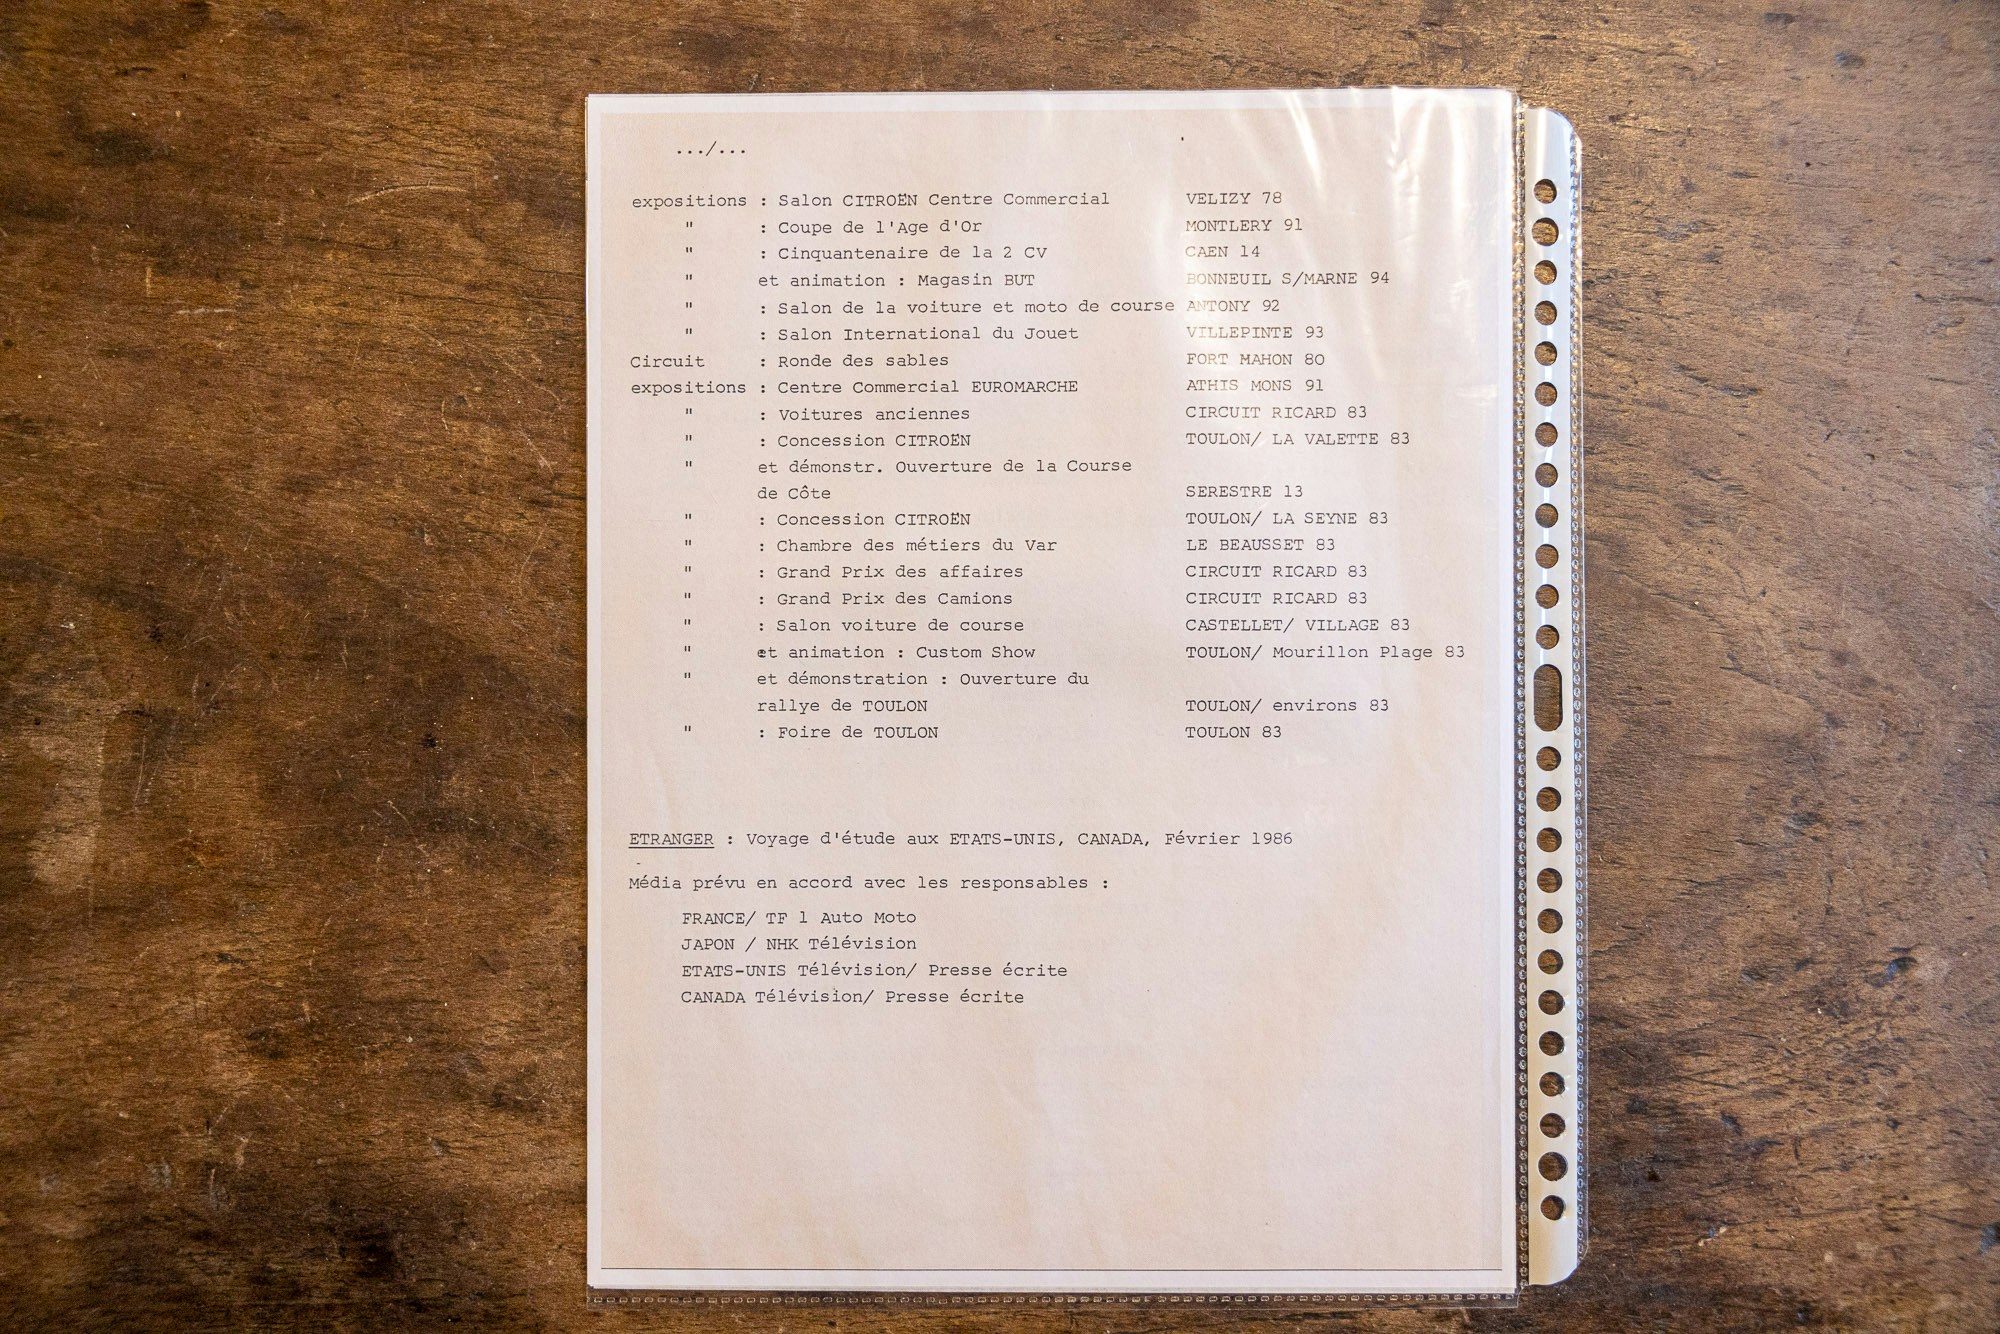 .../...
expositions : Salon CITROËN Centre Commercial VELIZY 78
" : Coupe de l'Age d'Or MONTLERY 91
" : Cinquantenaire de la 2 CV CAEN 14
" et animation : Magasin BUT BONNEUIL S/MARNE 94
" : Salon de la voiture et moto de course ANTONY 92
" : Salon International du Jouet VILLEPINTE 93
Circuit : Ronde des sables FORT MAHON 80
expositions : Centre Commercial EUROMARCHE ATHIS MONS 91
" : Voitures anciennes CIRCUIT RICARD 83
" : Concession CITROËN TOULON/ LA VALETTE 83
" et démonstr. Ouverture de la Course
de Côte SERESTRE 13
" : Concession CITROËN TOULON/ LA SEYNE 83
" : Chambre des métiers du Var LE BEAUSSET 83
" : Grand Prix des affaires CIRCUIT RICARD 83
" : Grand Prix des Camions CIRCUIT RICARD 83
" : Salon voiture de course CASTELLET/ VILLAGE 83
" et animation : Custom Show TOULON/ Mourillon Plage 83
" et démonstration : Ouverture du
rallye de TOULON TOULON/ environs 83
" : Foire de TOULON TOULON 83
ETRANGER : Voyage d'étude aux ETATS-UNIS, CANADA, Février 1986
Média prévu en accord avec les responsables :
FRANCE/ TF 1 Auto Moto
JAPON / NHK Télévision
ETATS-UNIS Télévision/ Presse écrite
CANADA Télévision/ Presse écrite